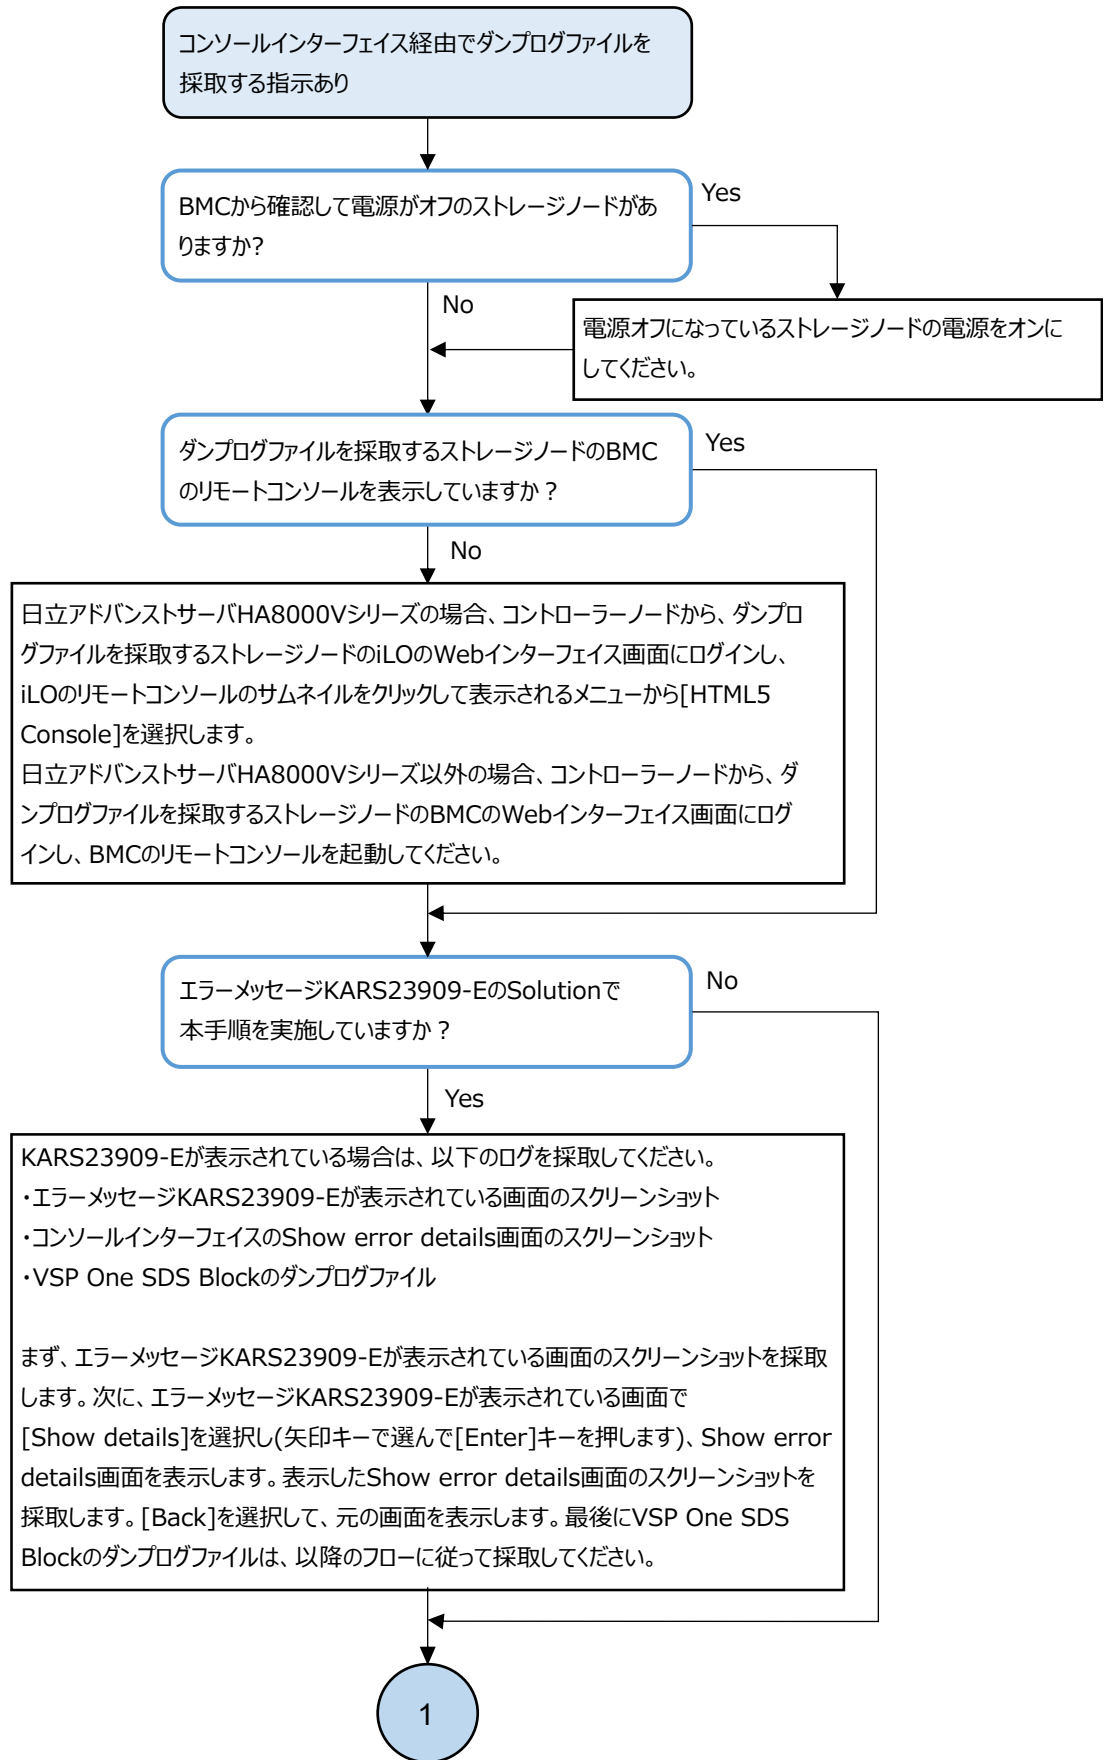 コンソールインターフェイス経由でダンプログファイルを
採取する指示あり
BMCから確認して電源がオフのストレージノードがあ
りますか?
Yes
No
電源オフになっているストレージノードの電源をオンに
してください。
ダンプログファイルを採取するストレージノードのBMC
のリモートコンソールを表示していますか？
Yes
No
日立アドバンストサーバHA8000Vシリーズの場合、コントローラーノードから、ダンプロ
グファイルを採取するストレージノードのiLOのWebインターフェイス画面にログインし、
iLOのリモートコンソールのサムネイルをクリックして表示されるメニューから[HTML5
Console]を選択します。
日立アドバンストサーバHA8000Vシリーズ以外の場合、コントローラーノードから、ダ
ンプログファイルを採取するストレージノードのBMCのWebインターフェイス画面にログ
インし、BMCのリモートコンソールを起動してください。
エラーメッセージKARS23909-EのSolutionで
本手順を実施していますか？
No
Yes
KARS23909-Eが表示されている場合は、以下のログを採取してください。
・エラーメッセージKARS23909-Eが表示されている画面のスクリーンショット
・コンソールインターフェイスのShow error details画面のスクリーンショット
・VSP One SDS Blockのダンプログファイル
まず、エラーメッセージKARS23909-Eが表示されている画面のスクリーンショットを採取
します。次に、エラーメッセージKARS23909-Eが表示されている画面で
[Show details]を選択し(矢印キーで選んで[Enter]キーを押します)、Show error
details画面を表示します。表示したShow error details画面のスクリーンショットを
採取します。[Back]を選択して、元の画面を表示します。最後にVSP One SDS
Blockのダンプログファイルは、以降のフローに従って採取してください。
1